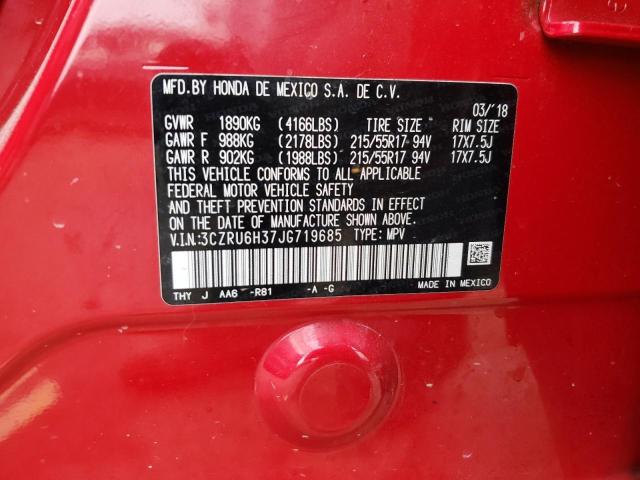 MFD.BY HONDA DE MEXICO S.A. DE C.V.
03/'18
GVWR 1890KG (4166LBS) TIRE SIZE RIM SIZE
GAWR F 988KG (2178LBS) 215/55R17 94V 17X7.5J
GAWR R 902KG (1988LBS) 215/55R17 94V 17X7.5J
THIS VEHICLE CONFORMS TO ALL APPLICABLE
FEDERAL MOTOR VEHICLE SAFETY
AND THEFT PREVENTION STANDARDS IN EFFECT
ON THE DATE OF MANUFACTURE SHOWN ABOVE.
V.I.N.:3CZRU6H37JG719685 TYPE: MPV
THY J AA6 -R81 -A -G
MADE IN MEXICO